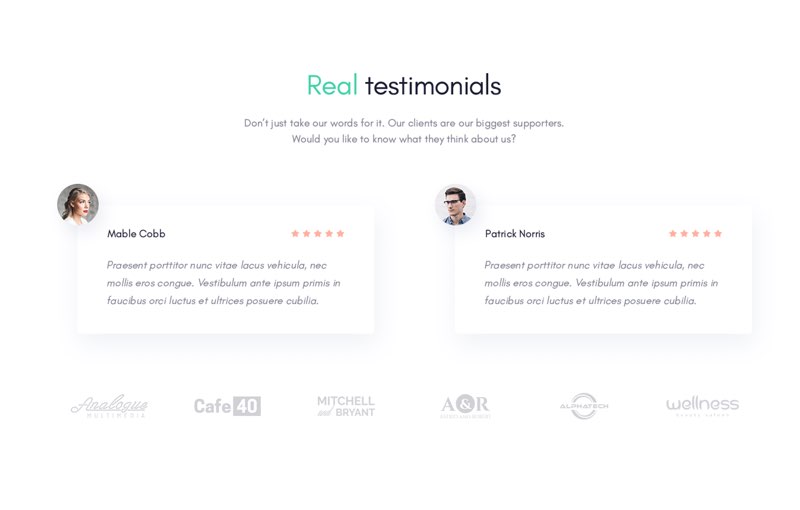 Real testimonials
Don't just take our words for it. Our clients are our biggest supporters.
Would you like to know what they think about us?
Mable Cobb
Praesent porttitor nunc vitae lacus vehicula, nec
mollis eros congue. Vestibulum ante ipsum primis in
faucibus orci luctus et ultrices posuere cubilia.
Patrick Norris
Praesent porttitor nunc vitae lacus vehicula, nec
mollis eros congue. Vestibulum ante ipsum primis in
faucibus orci luctus et ultrices posuere cubilia.
Analogue
MULTIMEDIA
Cafe 40
MITCHELL
and
BRYANT
A&R
ALPHATECH
wellness